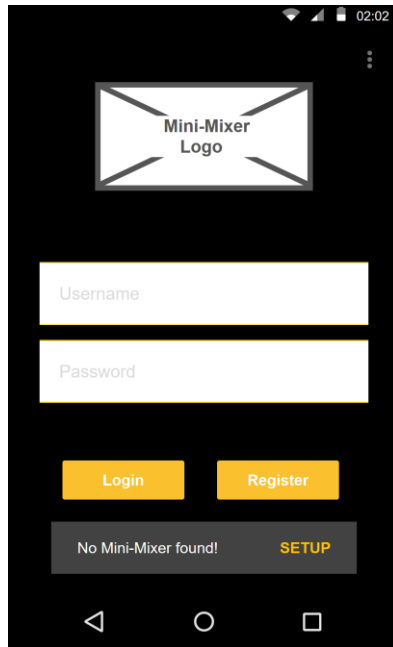 02:02
Mini-Mixer
Logo
Username
Password
Login Register
No Mini-Mixer found! SETUP